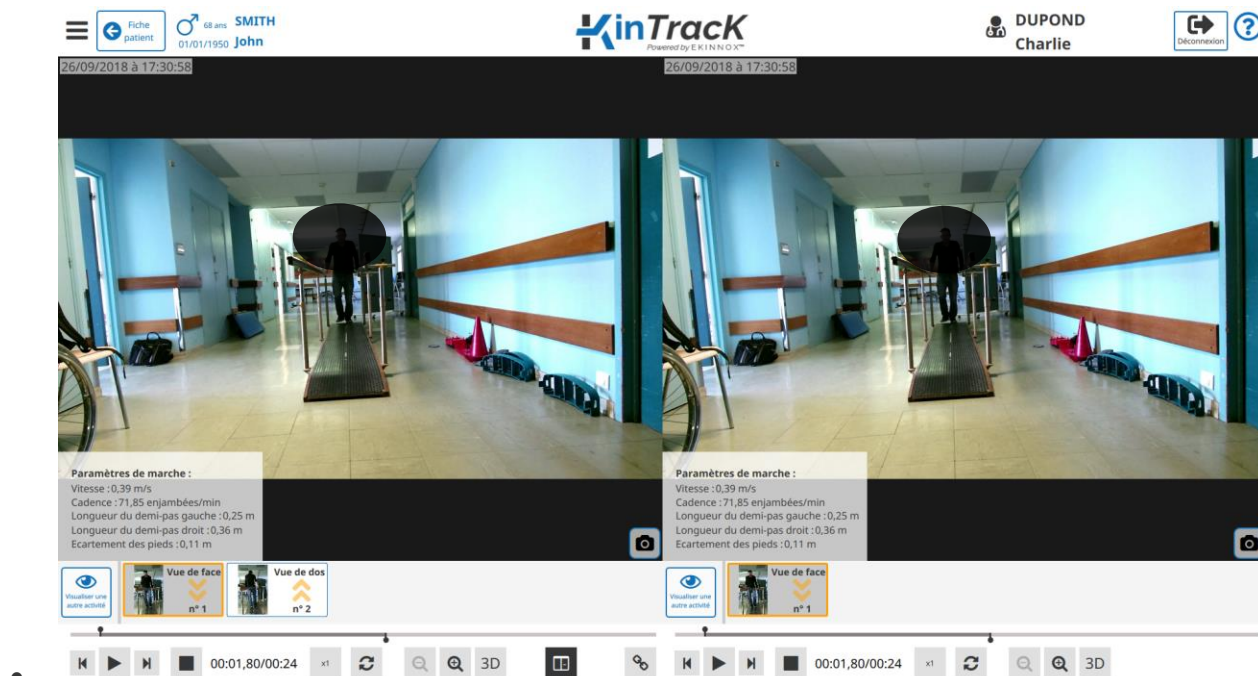 Fiche
patient
68 ans SMITH
01/01/1950 John
KinTracK
Powered by EKINNOX™
DUPOND
Charlie
Déconnexion
?
26/09/2018 à 17:30:58
26/09/2018 à 17:30:58
Paramètres de marche :
Vitesse : 0,39 m/s
Cadence : 71,85 enjambées/min
Longueur du demi-pas gauche : 0,25 m
Longueur du demi-pas droit : 0,36 m
Ecartement des pieds : 0,11 m
Paramètres de marche :
Vitesse : 0,39 m/s
Cadence : 71,85 enjambées/min
Longueur du demi-pas gauche : 0,25 m
Longueur du demi-pas droit : 0,36 m
Ecartement des pieds : 0,11 m
Visualiser une
autre activité
Vue de face
n° 1
Vue de dos
n° 2
Visualiser une
autre activité
Vue de face
n° 1
00:01,80/00:24
x1
3D
00:01,80/00:24
x1
3D